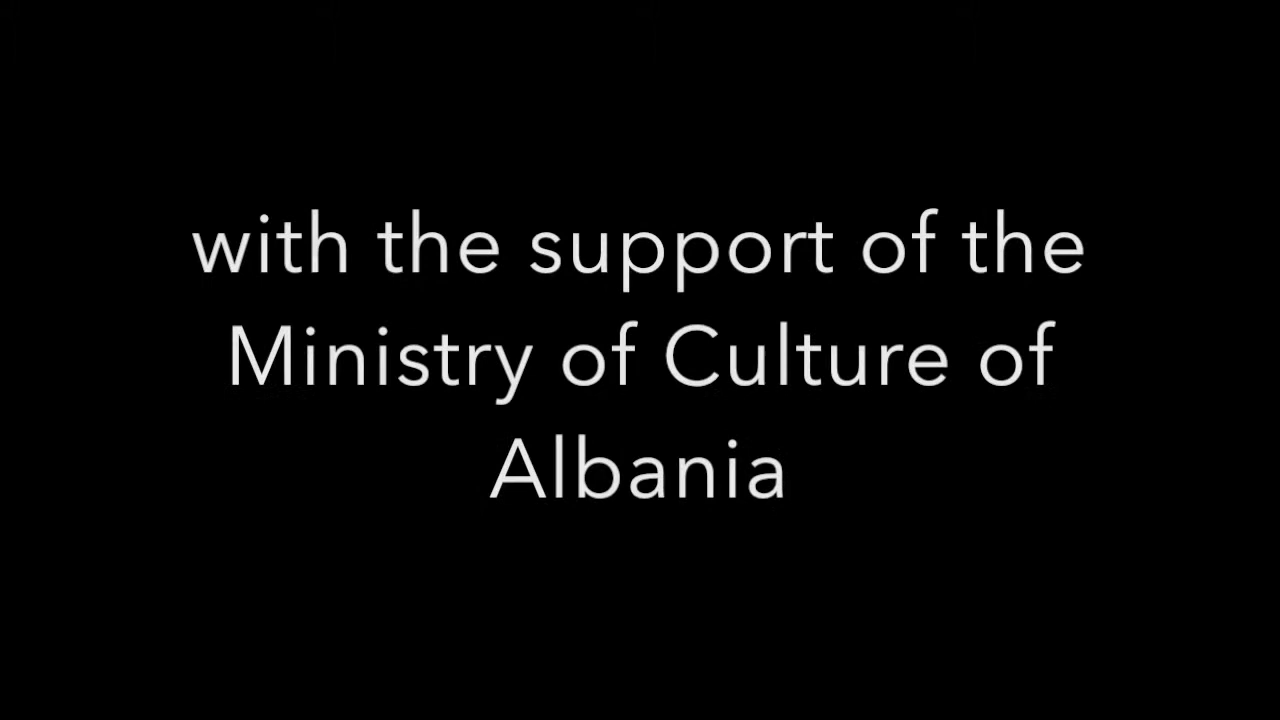 with the support of the
Ministry of Culture of
Albania